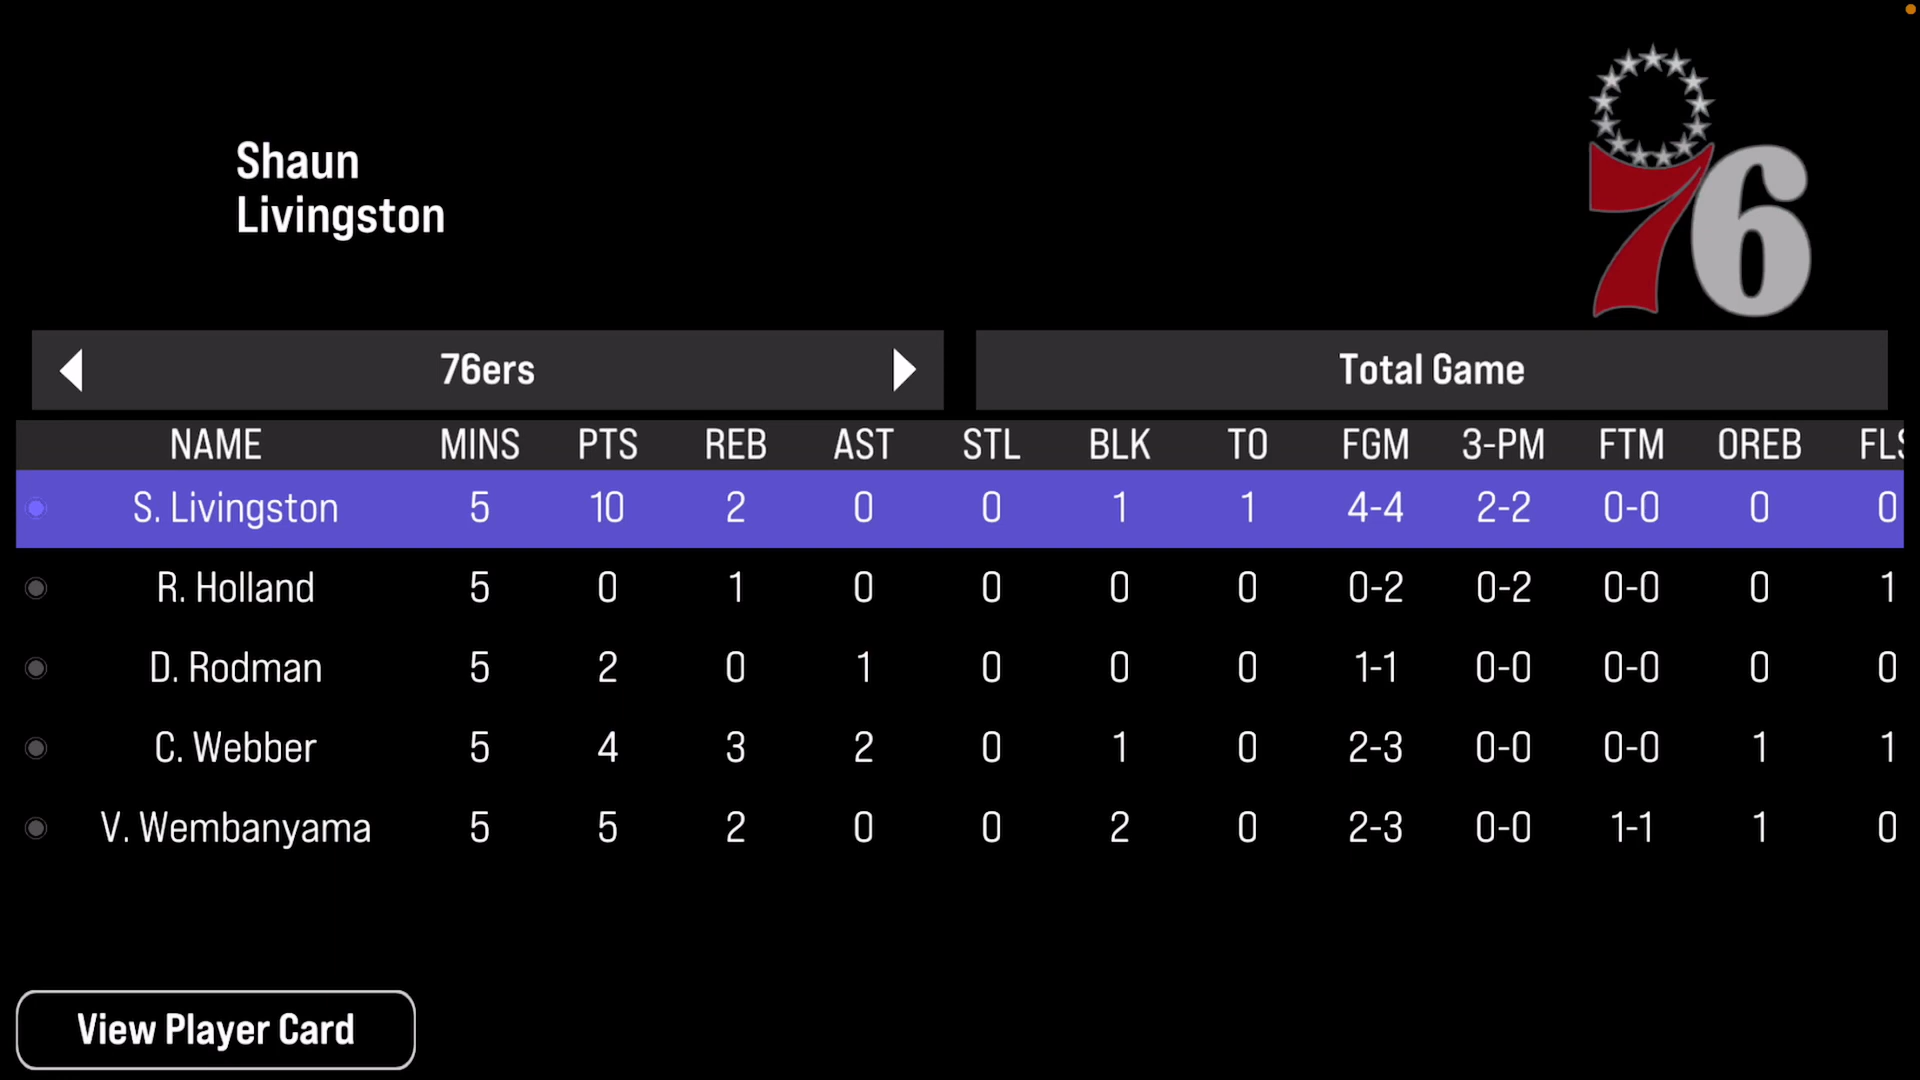 Shaun
Livingston
76
76ers Total Game
NAME MINS PTS REB AST STL BLK TO FGM 3-PM FTM OREB FLS
S. Livingston 5 10 2 0 0 1 1 4-4 2-2 0-0 0 0
R. Holland 5 0 1 0 0 0 0 0-2 0-2 0-0 0 1
D. Rodman 5 2 0 1 0 0 0 1-1 0-0 0-0 0 0
C. Webber 5 4 3 2 0 1 0 2-3 0-0 0-0 1 1
V. Wembanyama 5 5 2 0 0 2 0 2-3 0-0 1-1 1 0
View Player Card